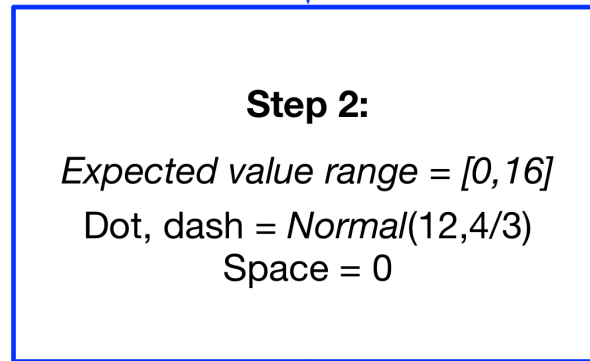 Step 2:
Expected value range = [0,16]
Dot, dash = Normal(12,4/3)
Space = 0